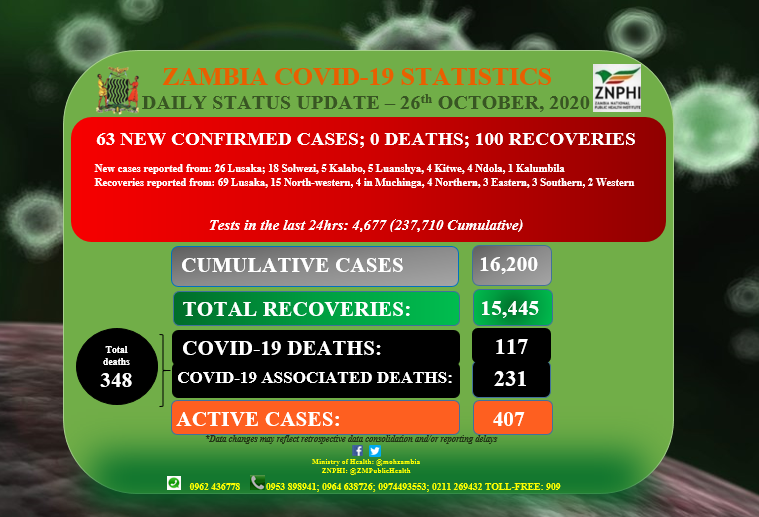 ZAMBIA COVID-19 STATISTICS
DAILY STATUS UPDATE – 26th OCTOBER, 2020
ZNPHI
ZAMBIA NATIONAL
PUBLIC HEALTH INSTITUTE
63 NEW CONFIRMED CASES; 0 DEATHS; 100 RECOVERIES
New cases reported from: 26 Lusaka; 18 Solwezi, 5 Kalabo, 5 Luanshya, 4 Kitwe, 4 Ndola, 1 Kalumbila
Recoveries reported from: 69 Lusaka, 15 North-western, 4 in Muchinga, 4 Northern, 3 Eastern, 3 Southern, 2 Western
Tests in the last 24hrs: 4,677 (237,710 Cumulative)
CUMULATIVE CASES 16,200
TOTAL RECOVERIES: 15,445
Total
deaths
348
COVID-19 DEATHS: 117
COVID-19 ASSOCIATED DEATHS: 231
ACTIVE CASES: 407
*Data changes may reflect retrospective data consolidation and/or reporting delays
Ministry of Health: @mohzambia
ZNPHI: @ZMPublicHealth
0962 436778 0953 898941; 0964 638726; 0974493553; 0211 269432 TOLL-FREE: 909